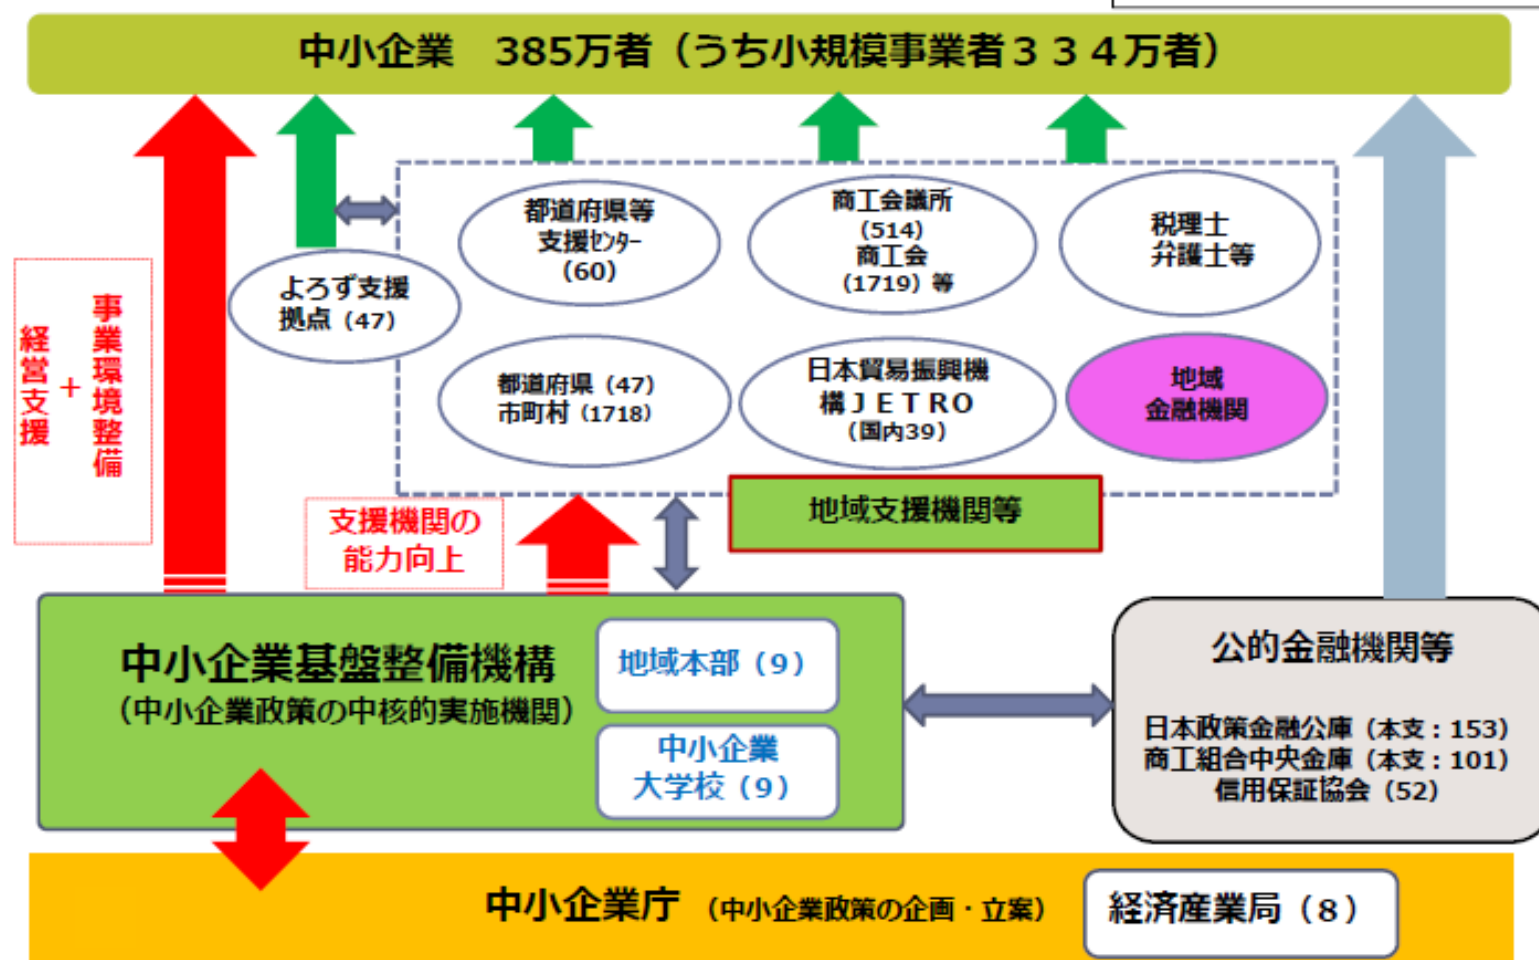 中小企業　385万者（うち小規模事業者３３４万者）
都道府県等
支援ｾﾝﾀｰ
（60）
商工会議所
（514）
商工会
（1719）等
税理士
弁護士等
よろず支援
拠点（47）
事業環境整備
+
経営支援
都道府県（47）
市町村（1718）
日本貿易振興機
構ＪＥＴＲＯ
（国内39）
地域
金融機関
地域支援機関等
支援機関の
能力向上
中小企業基盤整備機構
（中小企業政策の中核的実施機関）
地域本部（9）
中小企業
大学校（9）
公的金融機関等
日本政策金融公庫（本支：153）
商工組合中央金庫（本支：101）
信用保証協会（52）
中小企業庁　（中小企業政策の企画・立案）
経済産業局（8）